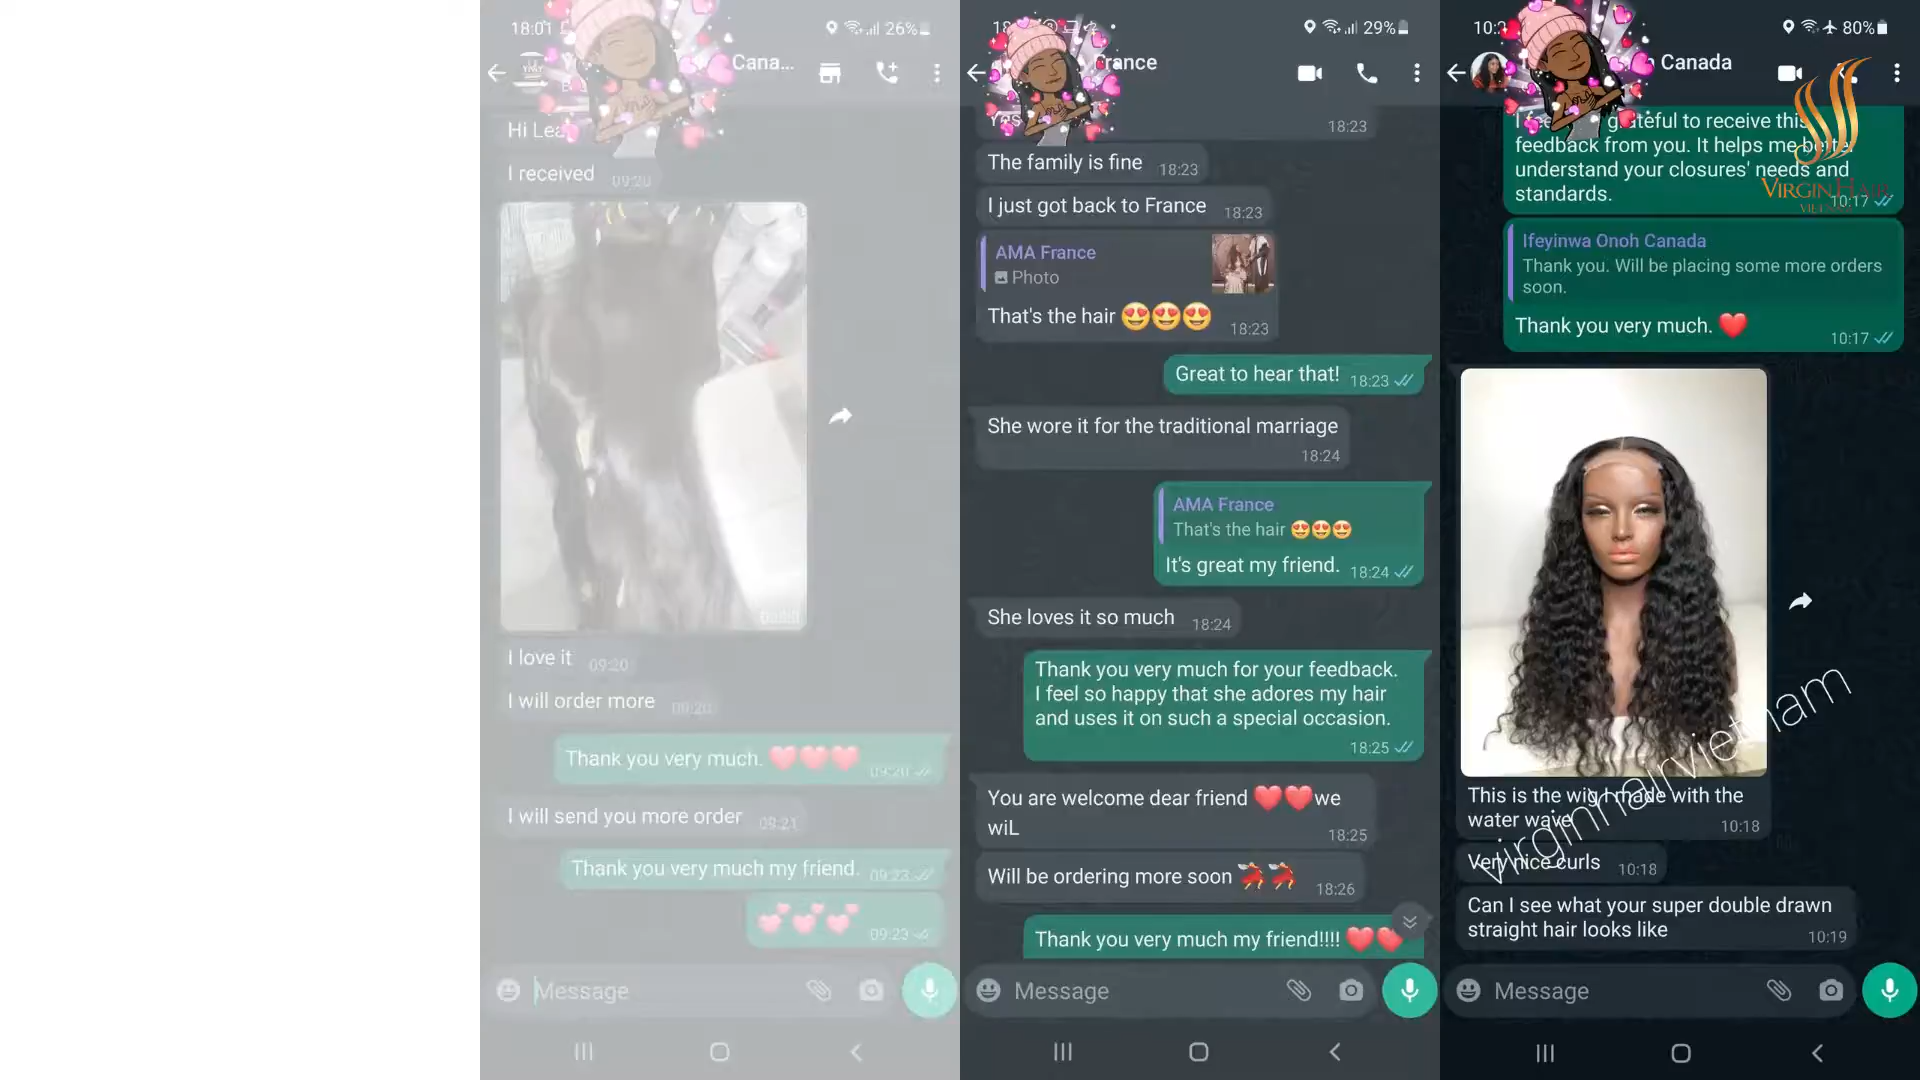 18:01
26%
Cana...
Hi Lea
I received 09:20
I love it 09:20
I will order more 09:20
Thank you very much. ❤️❤️❤️ 09:20
I will send you more order 09:21
Thank you very much my friend. 09:23
💕💕💕 09:23
Message
29%
France
Yes 18:23
The family is fine 18:23
I just got back to France 18:23
AMA France
Photo
That's the hair 😍😍😍 18:23
Great to hear that! 18:23
She wore it for the traditional marriage
18:24
AMA France
That's the hair 😍😍😍
It's great my friend. 18:24
She loves it so much 18:24
Thank you very much for your feedback.
I feel so happy that she adores my hair
and uses it on such a special occasion.
18:25
You are welcome dear friend ❤️❤️we
wiL
18:25
Will be ordering more soon 18:26
Thank you very much my friend!!!! ❤️❤️
Message
80%
Canada
grateful to receive this
feedback from you. It helps me better
understand your closures' needs and
standards.
10:17
VIRGIN HAIR
VIETNAM
Ifeyinwa Onoh Canada
Thank you. Will be placing some more orders
soon.
Thank you very much. ❤️
10:17
This is the wig I made with the
water wave
10:18
Very nice curls 10:18
Can I see what your super double drawn
straight hair looks like
10:19
virginhairvietnam
Message